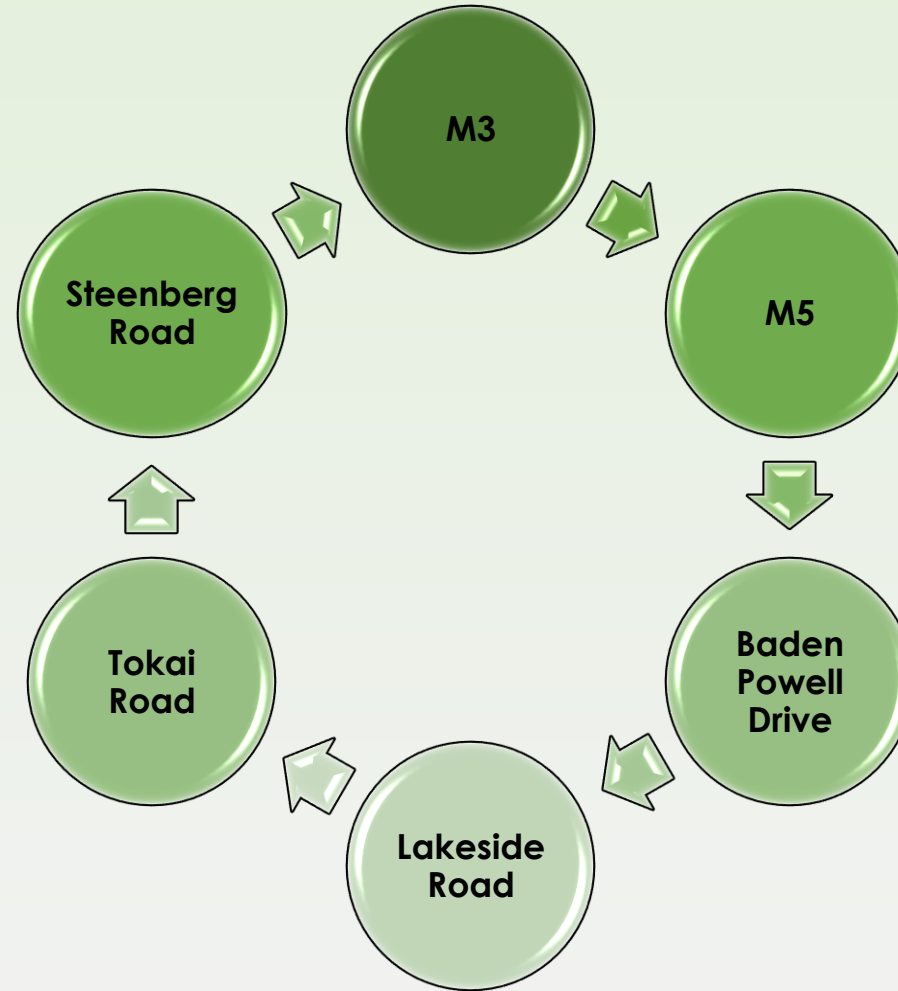 M3
M5
Baden
Powell
Drive
Lakeside
Road
Tokai
Road
Steenberg
Road